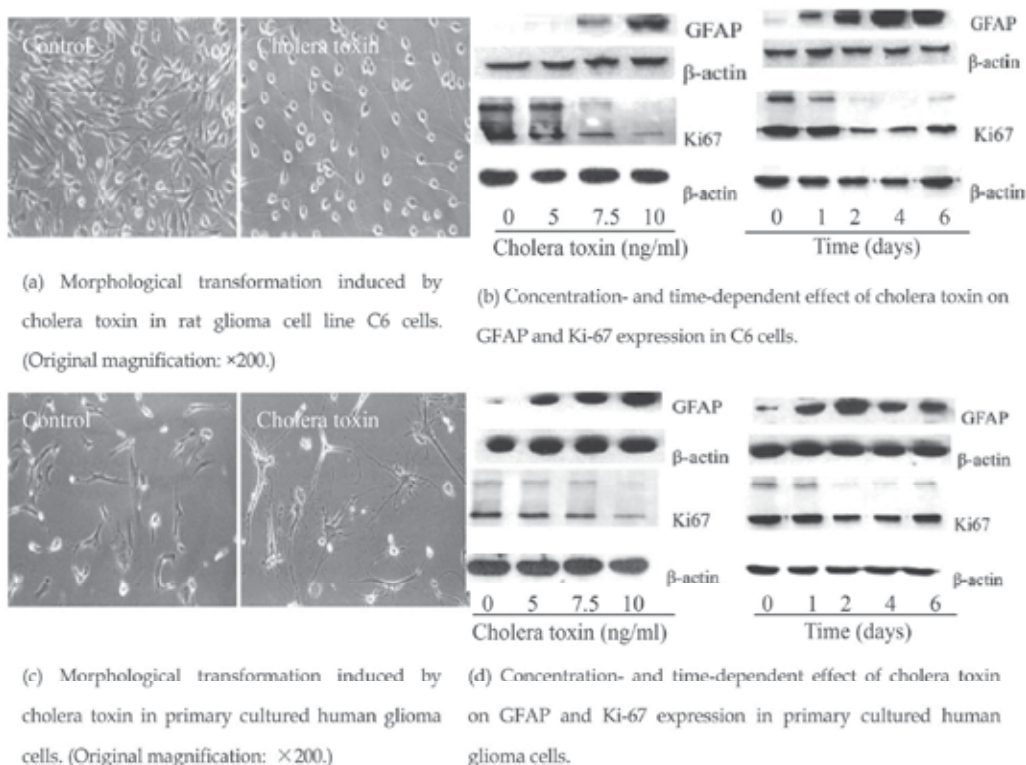 Control
Cholera toxin
GFAP
β-actin
Ki67
β-actin
0 5 7.5 10
Cholera toxin (ng/ml)
GFAP
β-actin
Ki67
β-actin
0 1 2 4 6
Time (days)
(a) Morphological transformation induced by
cholera toxin in rat glioma cell line C6 cells.
(Original magnification: ×200.)
(b) Concentration- and time-dependent effect of cholera toxin on
GFAP and Ki-67 expression in C6 cells.
Control
Cholera toxin
GFAP
β-actin
Ki67
β-actin
0 5 7.5 10
Cholera toxin (ng/ml)
GFAP
β-actin
Ki67
β-actin
0 1 2 4 6
Time (days)
(c) Morphological transformation induced by
cholera toxin in primary cultured human glioma
cells. (Original magnification: ×200.)
(d) Concentration- and time-dependent effect of cholera toxin
on GFAP and Ki-67 expression in primary cultured human
glioma cells.